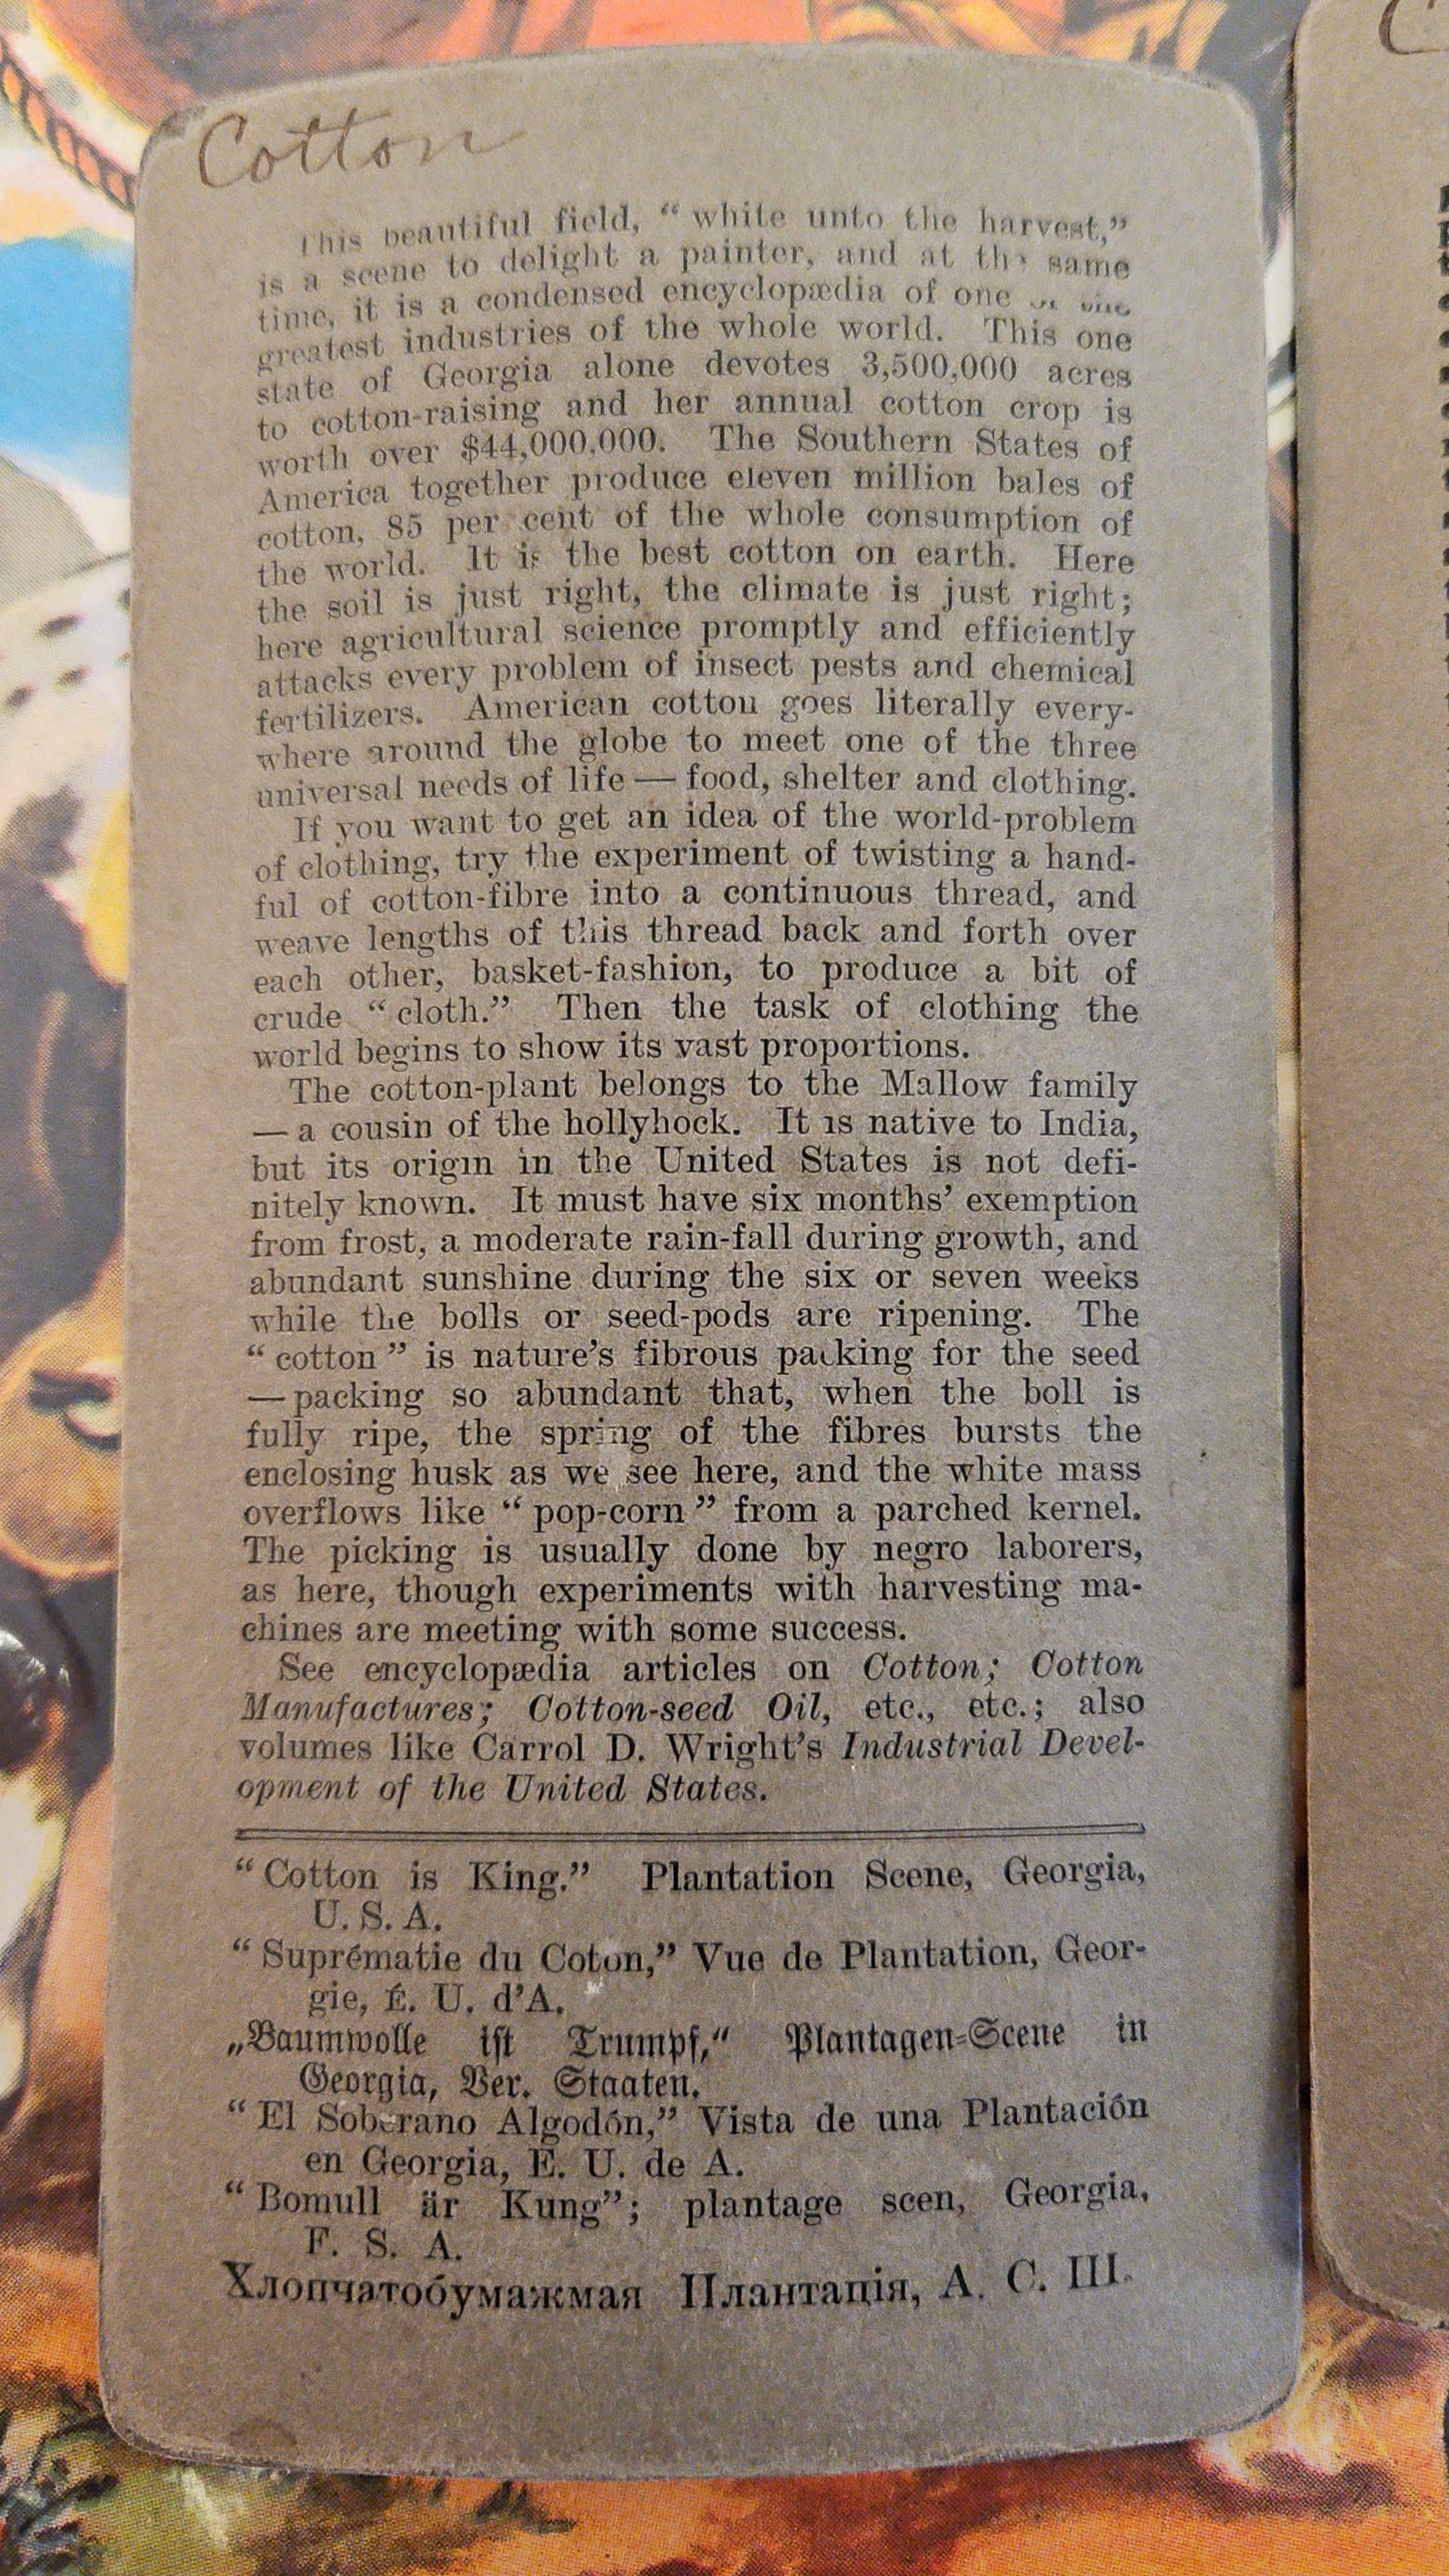 Cotton
This beautiful field, “ white unto the harvest,”
is a scene to delight a painter, and at the same
time, it is a condensed encyclopædia of one
greatest industries of the whole world. This one
state of Georgia alone devotes 3,500,000 acres
to cotton-raising and her annual cotton crop is
worth over $44,000,000. The Southern States of
America together produce eleven million bales of
cotton, 85 per cent of the whole consumption of
the world. It is the best cotton on earth. Here
the soil is just right, the climate is just right;
here agricultural science promptly and efficiently
attacks every problem of insect pests and chemical
fertilizers. American cotton goes literally every-
where around the globe to meet one of the three
universal needs of life — food, shelter and clothing.
If you want to get an idea of the world-problem
of clothing, try the experiment of twisting a hand-
ful of cotton-fibre into a continuous thread, and
weave lengths of this thread back and forth over
each other, basket-fashion, to produce a bit of
crude “ cloth.” Then the task of clothing the
world begins to show its vast proportions.
The cotton-plant belongs to the Mallow family
— a cousin of the hollyhock. It is native to India,
but its origin in the United States is not defi-
nitely known. It must have six months’ exemption
from frost, a moderate rain-fall during growth, and
abundant sunshine during the six or seven weeks
while the bolls or seed-pods are ripening. The
“ cotton ” is nature’s fibrous packing for the seed
— packing so abundant that, when the boll is
fully ripe, the spring of the fibres bursts the
enclosing husk as we see here, and the white mass
overflows like “ pop-corn ” from a parched kernel.
The picking is usually done by negro laborers,
as here, though experiments with harvesting ma-
chines are meeting with some success.
See encyclopædia articles on Cotton; Cotton
Manufactures; Cotton-seed Oil, etc., etc.; also
volumes like Carrol D. Wright’s Industrial Devel-
opment of the United States.
“ Cotton is King.” Plantation Scene, Georgia,
U. S. A.
“ Suprématie du Coton,” Vue de Plantation, Geor-
gie, É. U. d’A.
„Baumwolle ist Trumpf,“ Plantagen-Scene in
Georgia, Ver. Staaten.
“ El Soberano Algodón,” Vista de una Plantación
en Georgia, E. U. de A.
“ Bomull är Kung”; plantage scen, Georgia,
F. S. A.
Хлопчатобумажмая Плантація, А. С. Ш.